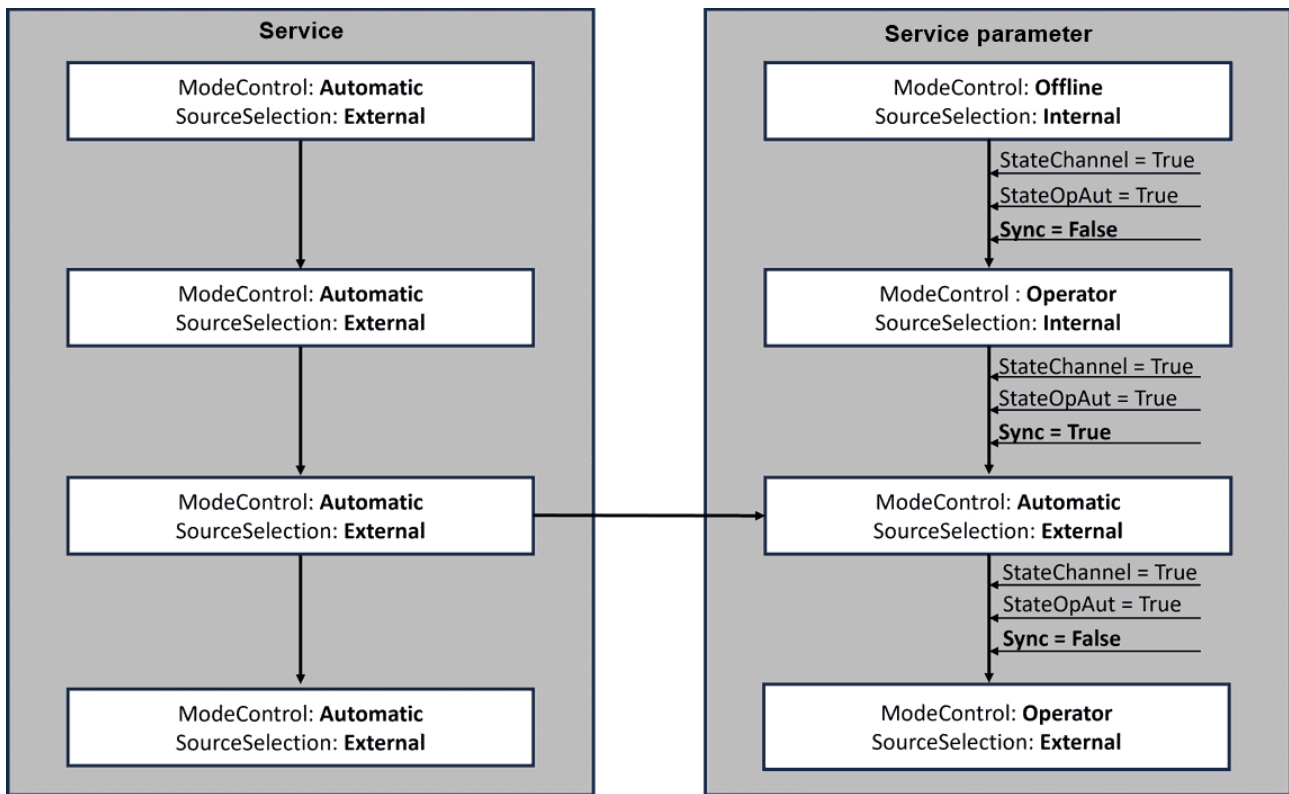 Service
ModeControl: Automatic
SourceSelection: External
ModeControl: Automatic
SourceSelection: External
ModeControl: Automatic
SourceSelection: External
ModeControl: Automatic
SourceSelection: External
Service parameter
ModeControl: Offline
SourceSelection: Internal
StateChannel = True
StateOpAut = True
Sync = False
ModeControl : Operator
SourceSelection: Internal
StateChannel = True
StateOpAut = True
Sync = True
ModeControl: Automatic
SourceSelection: External
StateChannel = True
StateOpAut = True
Sync = False
ModeControl: Operator
SourceSelection: External